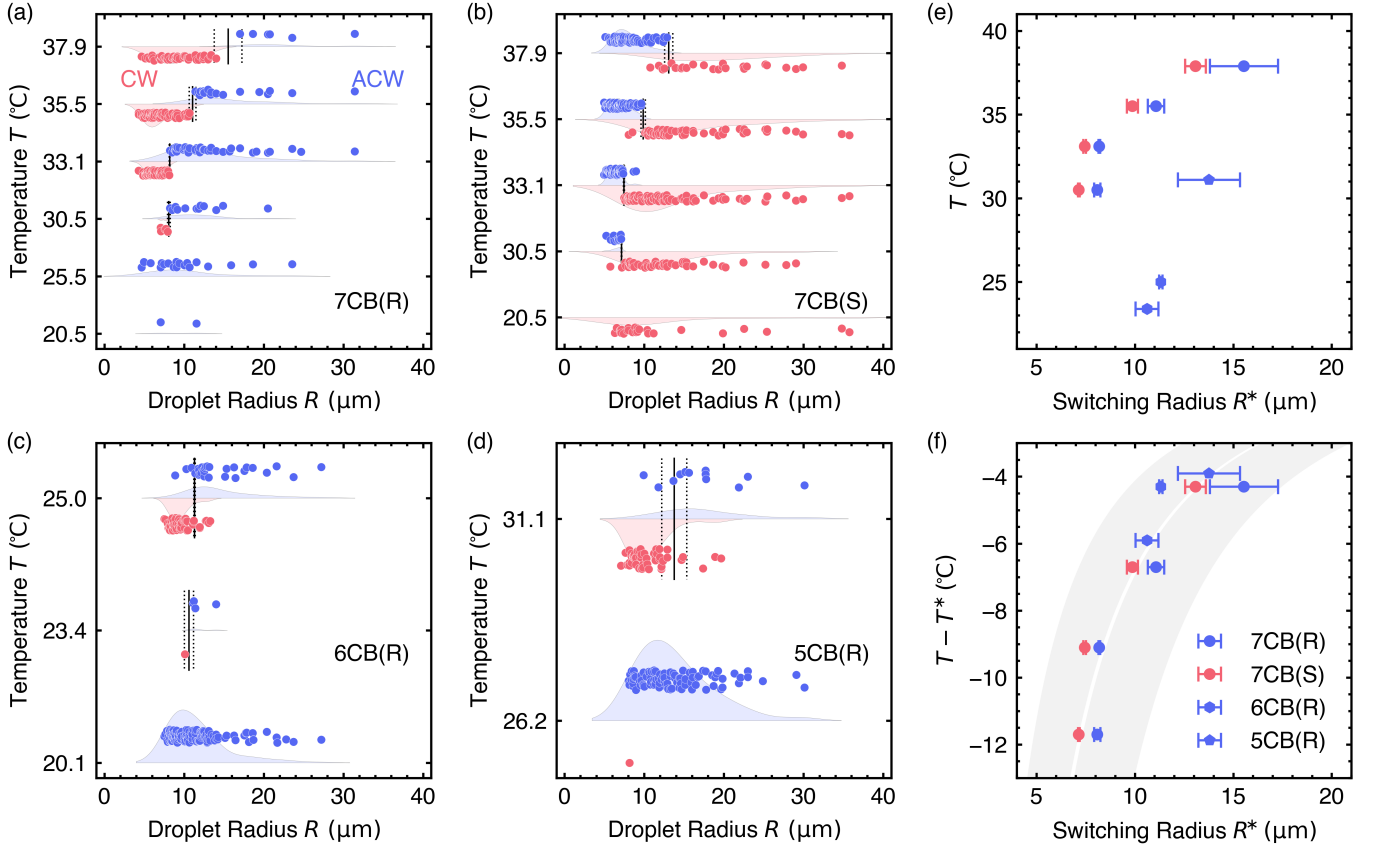 (a)
Temperature T (°C)
37.9
35.5
33.1
30.5
25.5
20.5
CW
ACW
7CB(R)
0 10 20 30 40
Droplet Radius R (μm)
(b)
Temperature T (°C)
37.9
35.5
33.1
30.5
20.5
7CB(S)
0 10 20 30 40
Droplet Radius R (μm)
(e)
T (°C)
40
35
30
25
5 10 15 20
Switching Radius R* (μm)
(c)
Temperature T (°C)
25.0
23.4
20.1
6CB(R)
0 10 20 30 40
Droplet Radius R (μm)
(d)
Temperature T (°C)
31.1
26.2
5CB(R)
0 10 20 30 40
Droplet Radius R (μm)
(f)
T − T* (°C)
−4
−6
−8
−10
−12
7CB(R)
7CB(S)
6CB(R)
5CB(R)
5 10 15 20
Switching Radius R* (μm)